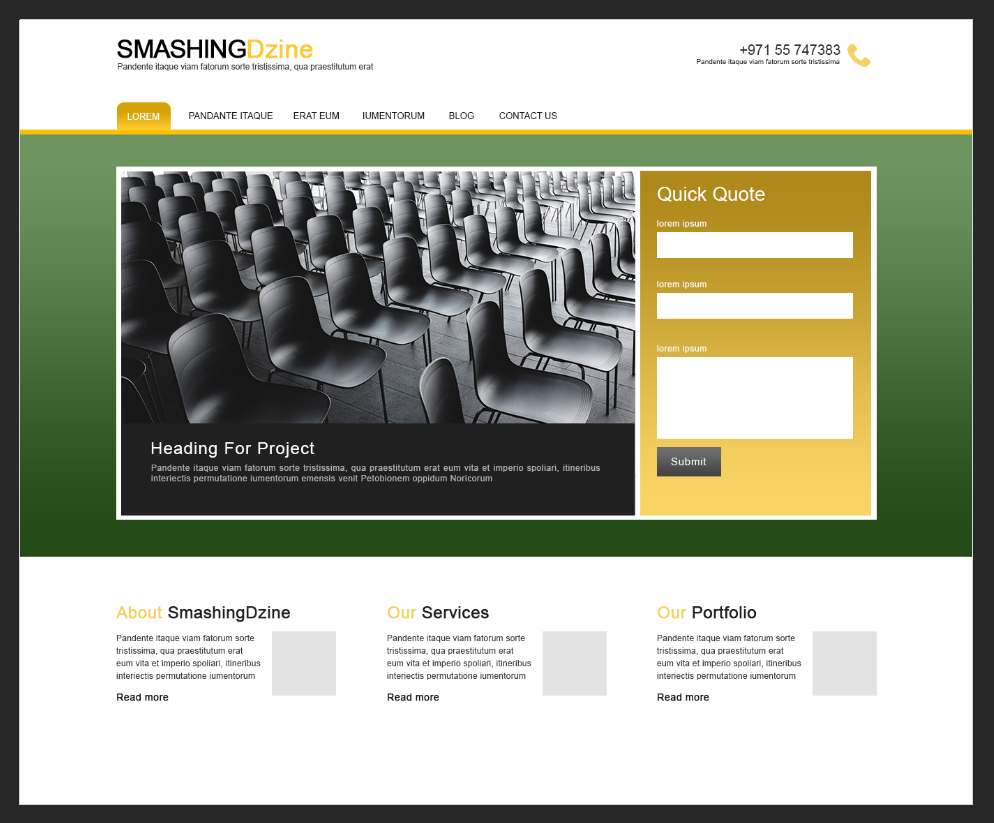 SMASHINGDzine
Pandente itaque viam fatorum sorte tristissima, qua praestitutum erat
+971 55 747383
Pandente itaque viam fatorum sorte tristissima
LOREM PANDANTE ITAQUE ERAT EUM IUMENTORUM BLOG CONTACT US
Heading For Project
Pandente itaque viam fatorum sorte tristissima, qua praestitutum erat eum vita et imperio spoliari, itineribus
interiectis permutatione iumentorum emensis venit Petobionem oppidum Noricorum
Quick Quote
lorem ipsum
lorem ipsum
lorem ipsum
Submit
About SmashingDzine
Pandente itaque viam fatorum sorte
tristissima, qua praestitutum erat
eum vita et imperio spoliari, itineribus
interiectis permutatione iumentorum
Read more
Our Services
Pandente itaque viam fatorum sorte
tristissima, qua praestitutum erat
eum vita et imperio spoliari, itineribus
interiectis permutatione iumentorum
Read more
Our Portfolio
Pandente itaque viam fatorum sorte
tristissima, qua praestitutum erat
eum vita et imperio spoliari, itineribus
interiectis permutatione iumentorum
Read more